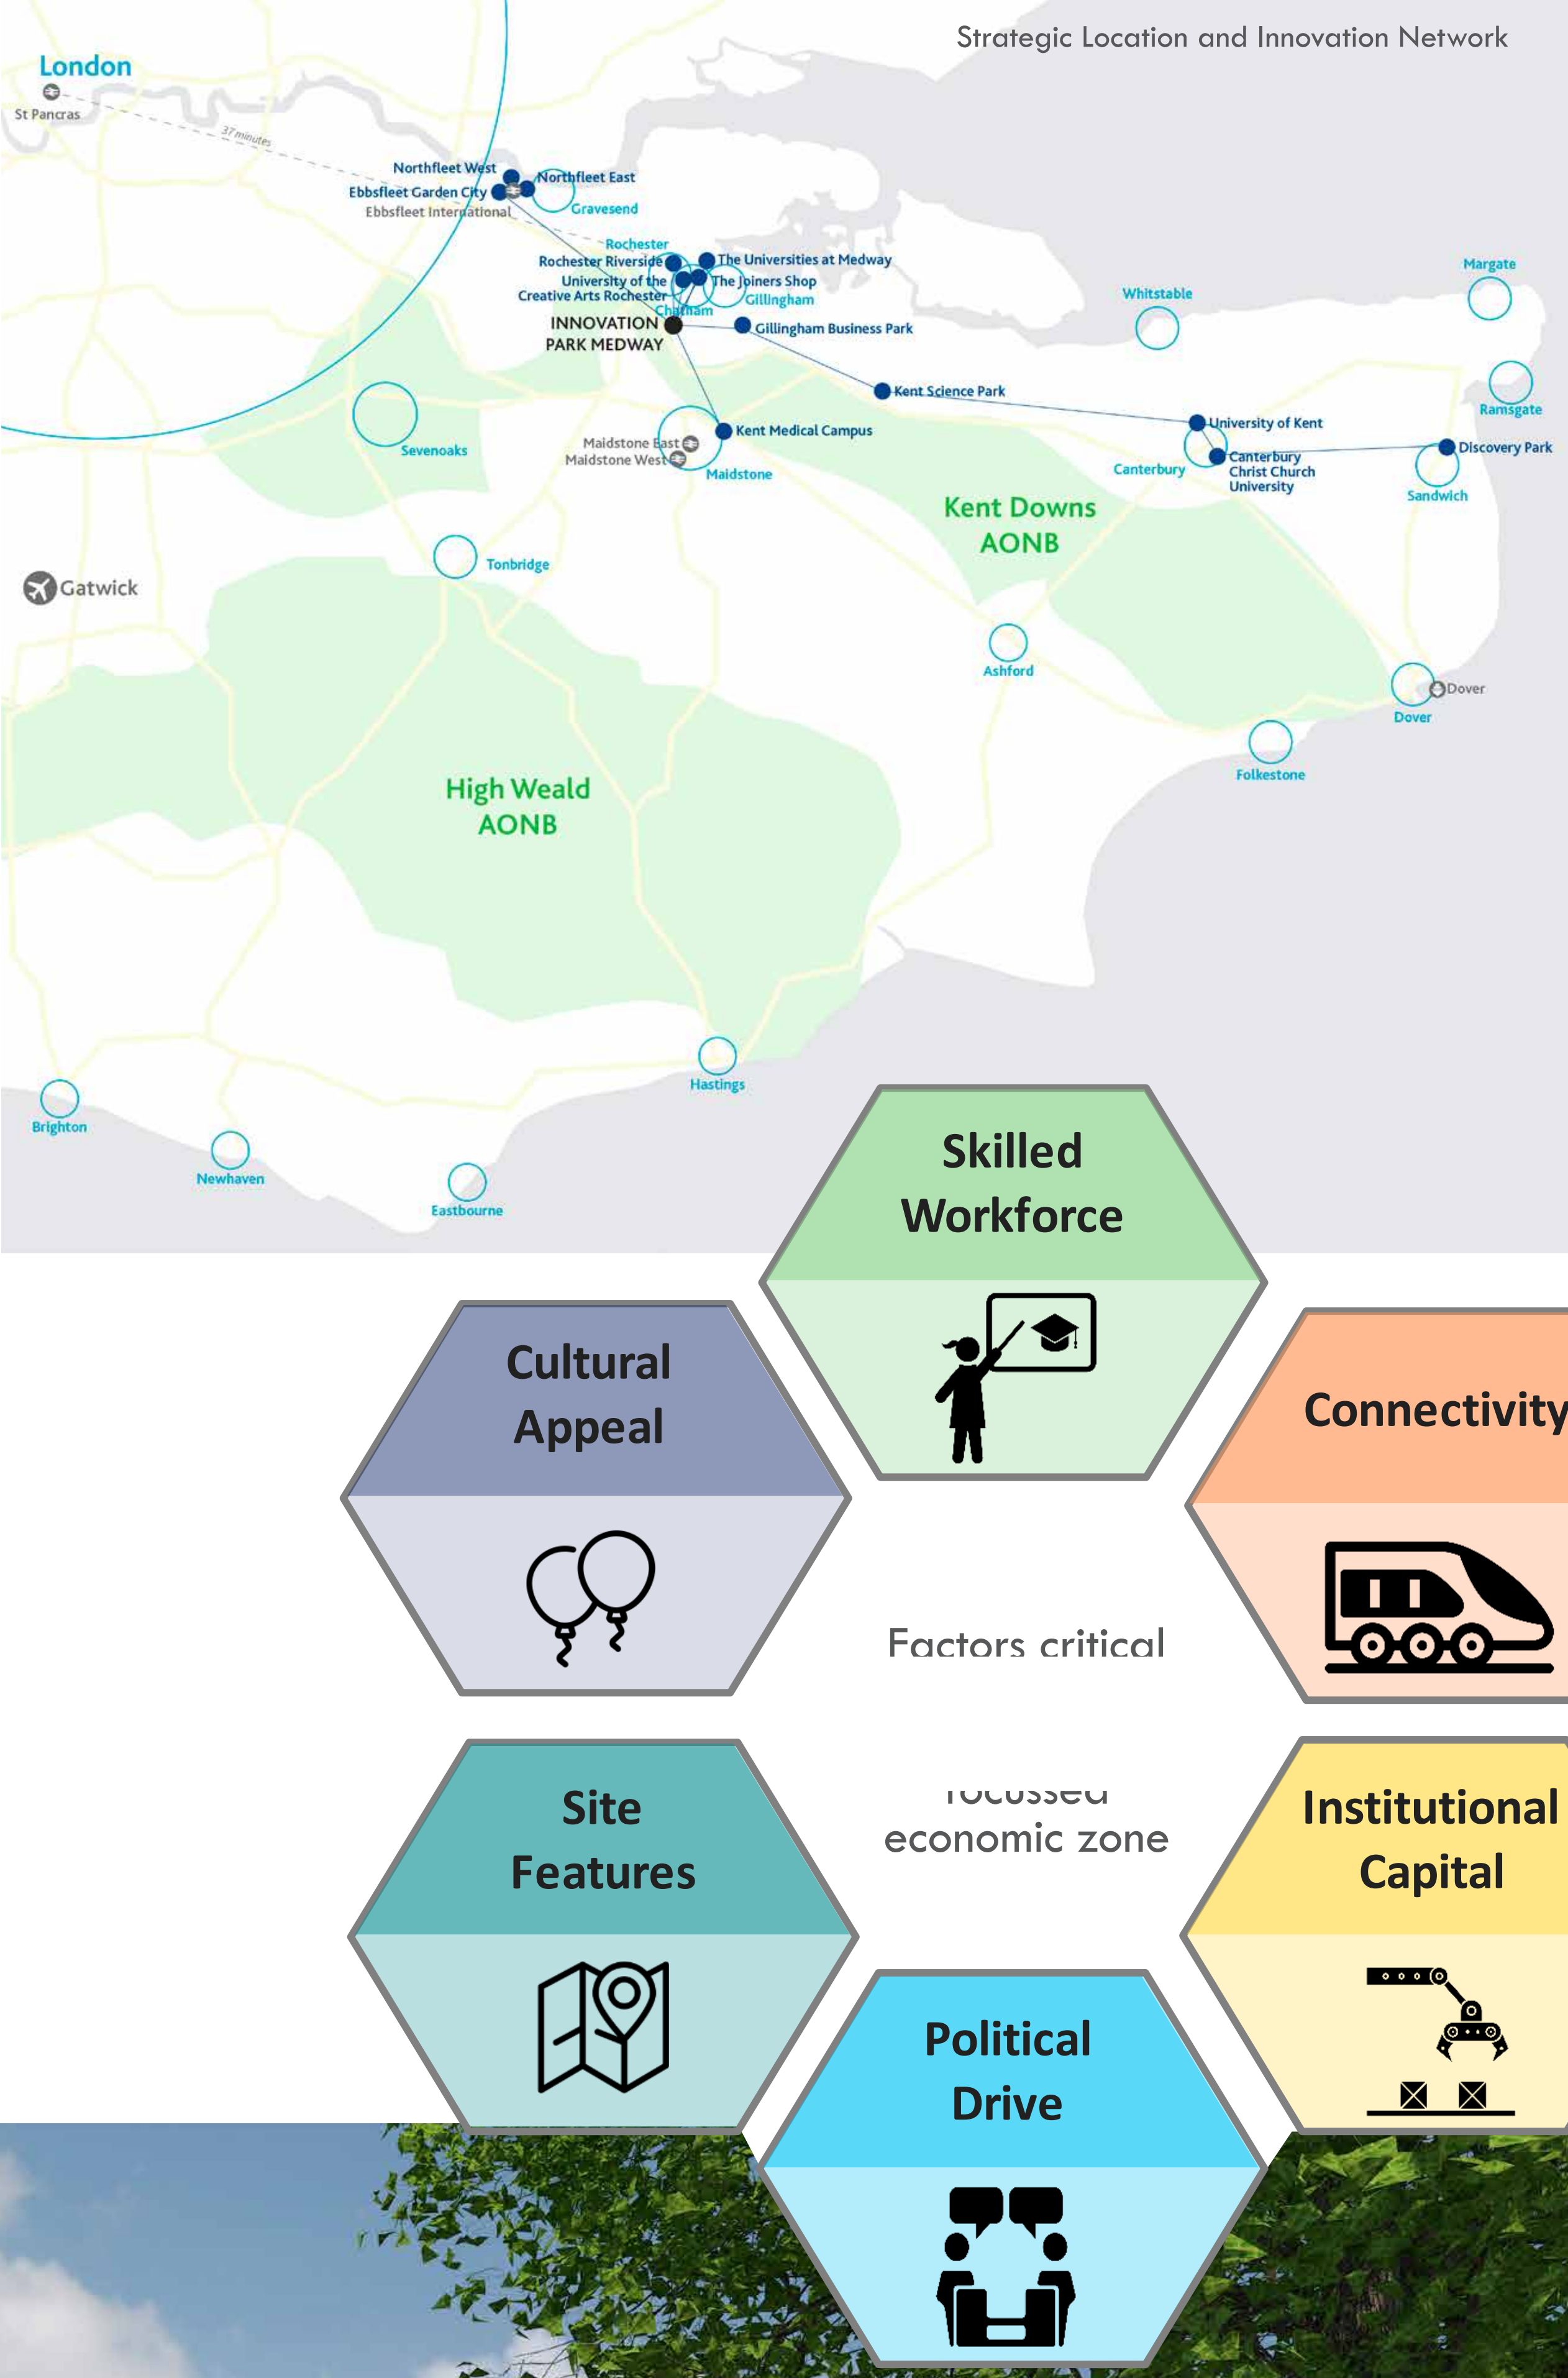 Strategic Location and Innovation Network
London
St Pancras
37 minutes
Northfleet West
Northfleet East
Ebbsfleet Garden City
Ebbsfleet International
Gravesend
Rochester
Rochester Riverside
The Universities at Medway
University of the
Creative Arts Rochester
The Joiners Shop
Gillingham
Chatham
INNOVATION
PARK MEDWAY
Gillingham Business Park
Whitstable
Margate
Ramsgate
Kent Science Park
Sevenoaks
Maidstone East
Maidstone West
Kent Medical Campus
Maidstone
University of Kent
Canterbury
Canterbury
Christ Church
University
Discovery Park
Sandwich
Kent Downs
AONB
Tonbridge
Gatwick
Ashford
Dover
Dover
Folkestone
High Weald
AONB
Hastings
Brighton
Newhaven
Eastbourne
Skilled
Workforce
Cultural
Appeal
Connectivity
Factors critical
focussed
economic zone
Site
Features
Institutional
Capital
Political
Drive